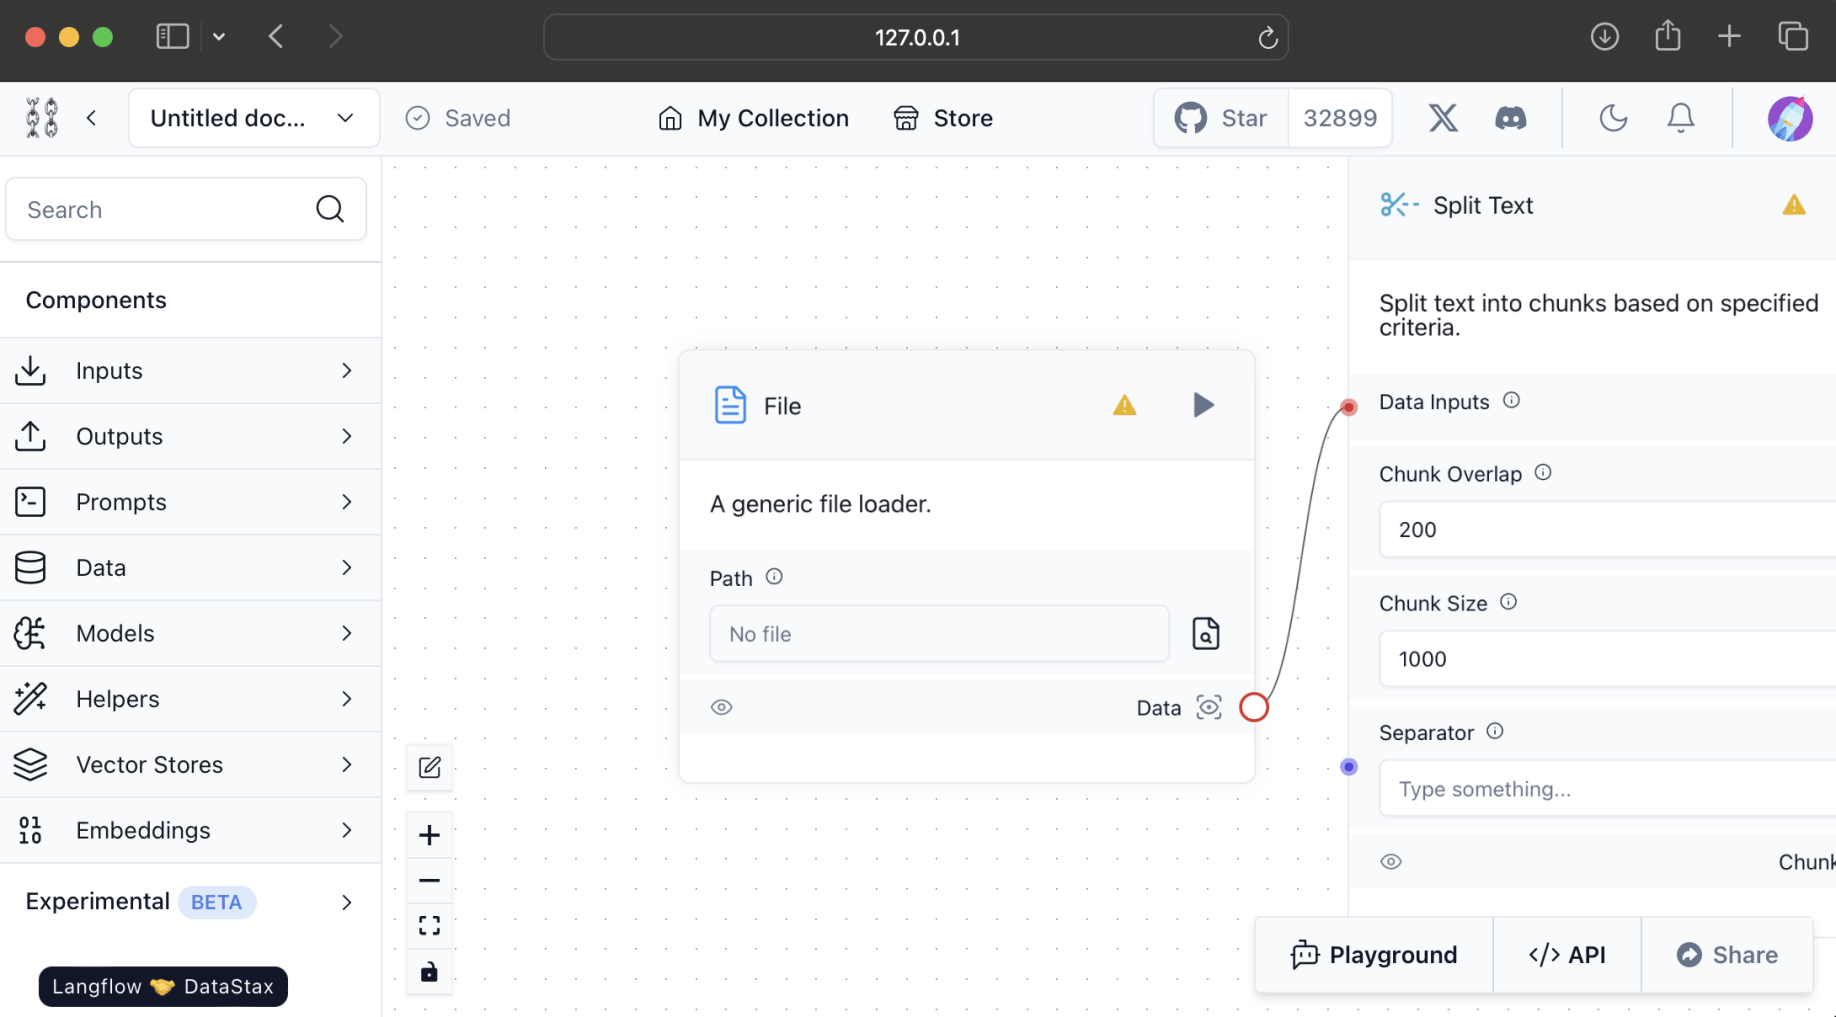 127.0.0.1
Untitled doc...
Saved
My Collection
Store
Star
32899
Search
Components
Inputs
Outputs
Prompts
Data
Models
Helpers
Vector Stores
01
10
Embeddings
Experimental BETA
Langflow 🤝 DataStax
File
A generic file loader.
Path
No file
Data
Split Text
Split text into chunks based on specified
criteria.
Data Inputs
Chunk Overlap
200
Chunk Size
1000
Separator
Type something...
Chunk
Playground
</> API
Share